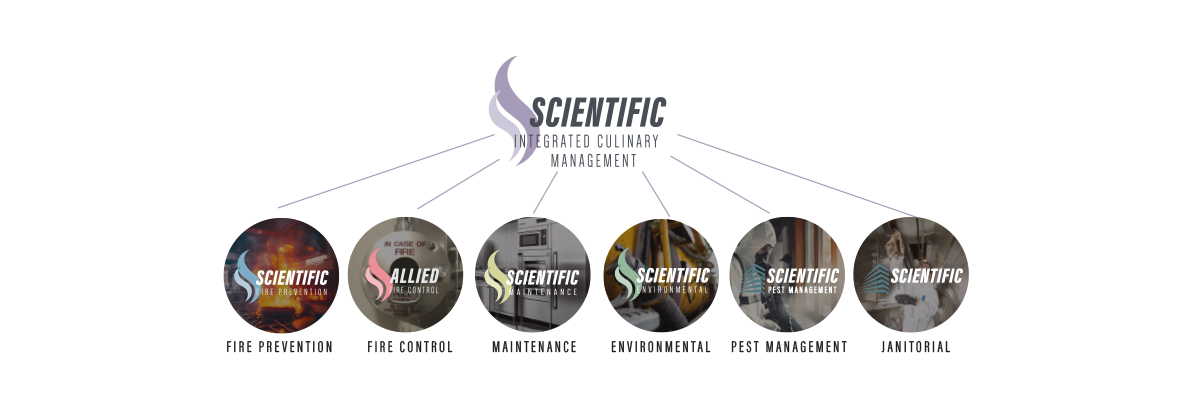 SCIENTIFIC
INTEGRATED CULINARY
MANAGEMENT
IN CASE OF
FIRE
SCIENTIFIC
FIRE PREVENTION
ALLIED
FIRE CONTROL
SCIENTIFIC
MAINTENANCE
SCIENTIFIC
ENVIRONMENTAL
SCIENTIFIC
PEST MANAGEMENT
SCIENTIFIC
FIRE PREVENTION
FIRE CONTROL
MAINTENANCE
ENVIRONMENTAL
PEST MANAGEMENT
JANITORIAL